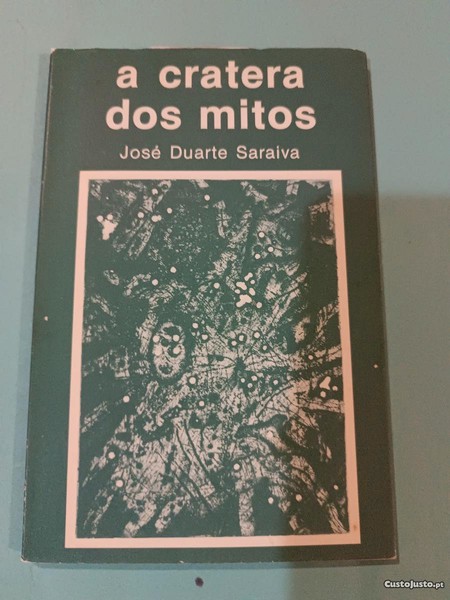 a cratera
dos mitos
José Duarte Saraiva
CustoJusto.pt